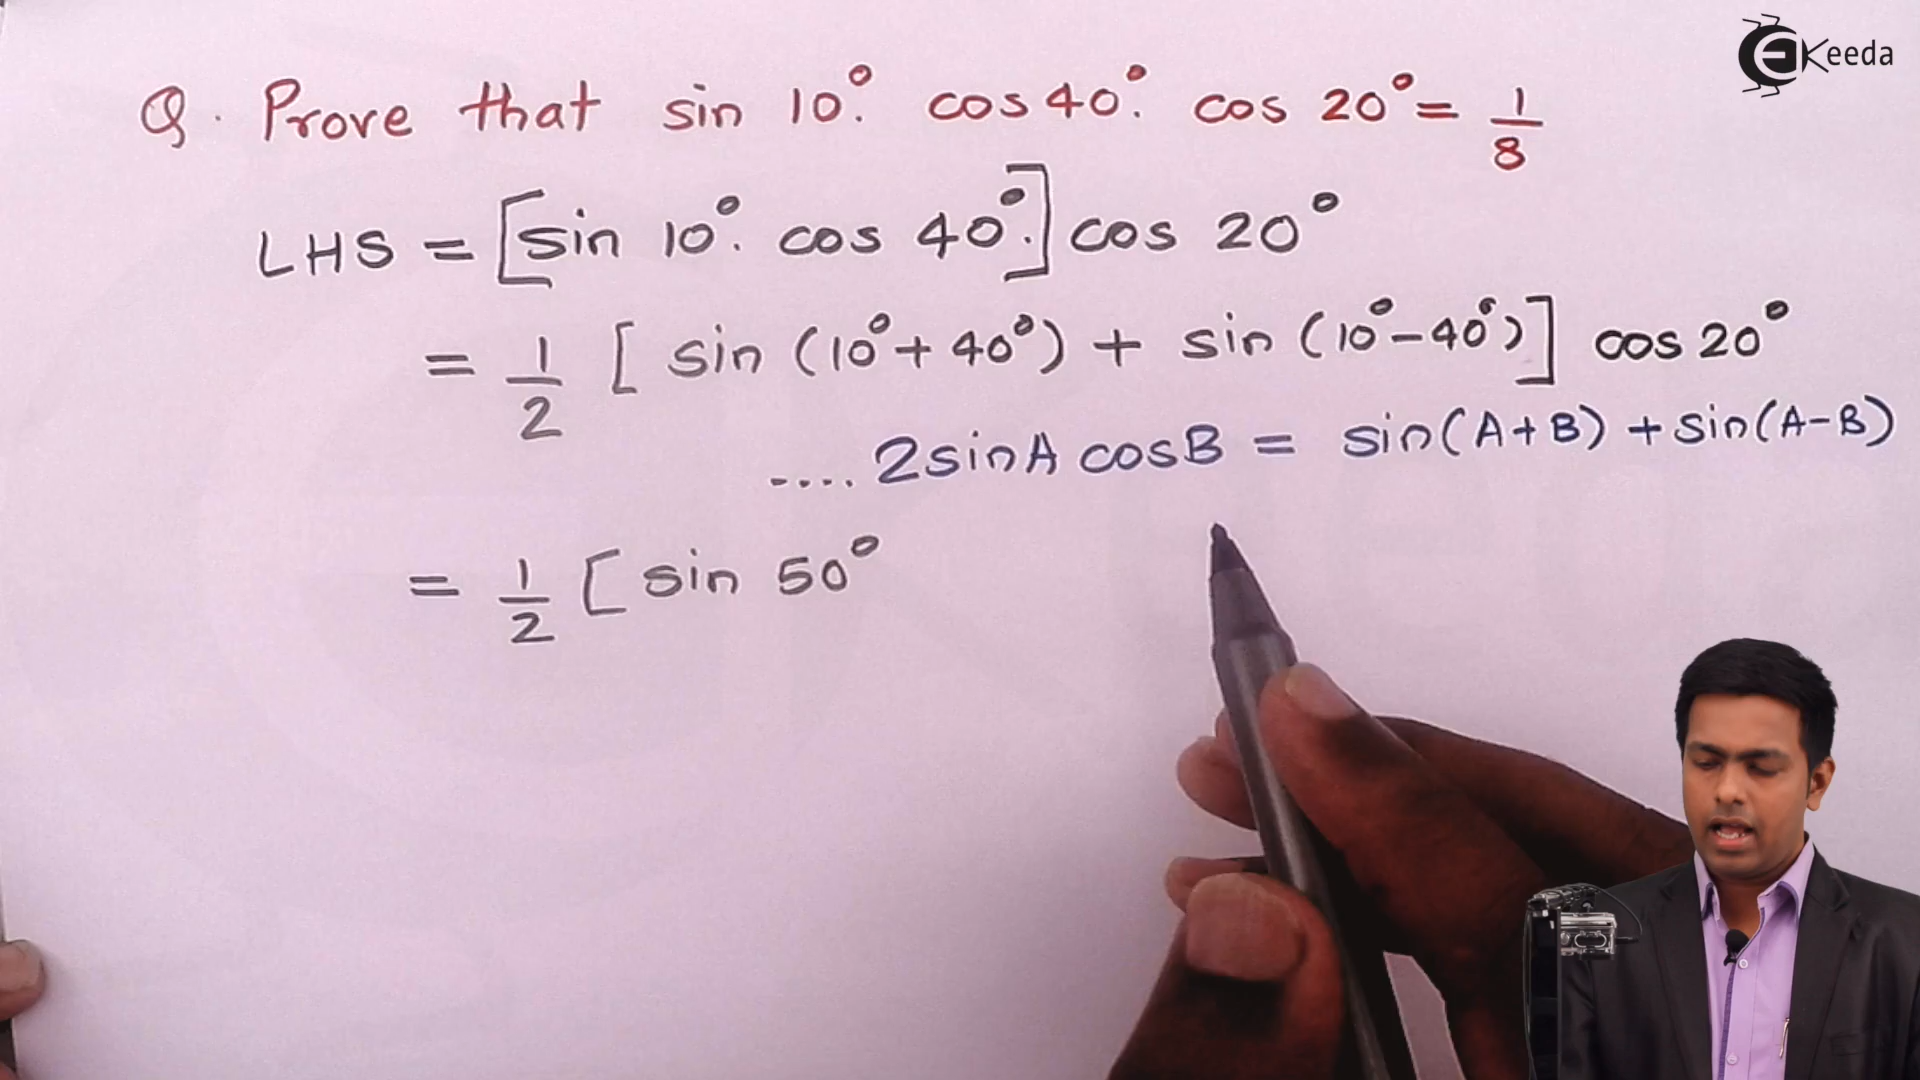 Keeda
Q. Prove that sin 10°. cos 40°. cos 20° = 1/8
LHS = [sin 10°. cos 40°.] cos 20°
= 1/2 [ sin (10° + 40°) + sin (10° - 40°)] cos 20°
.... 2sinA cosB = sin(A+B) + sin(A-B)
= 1/2 [ sin 50°